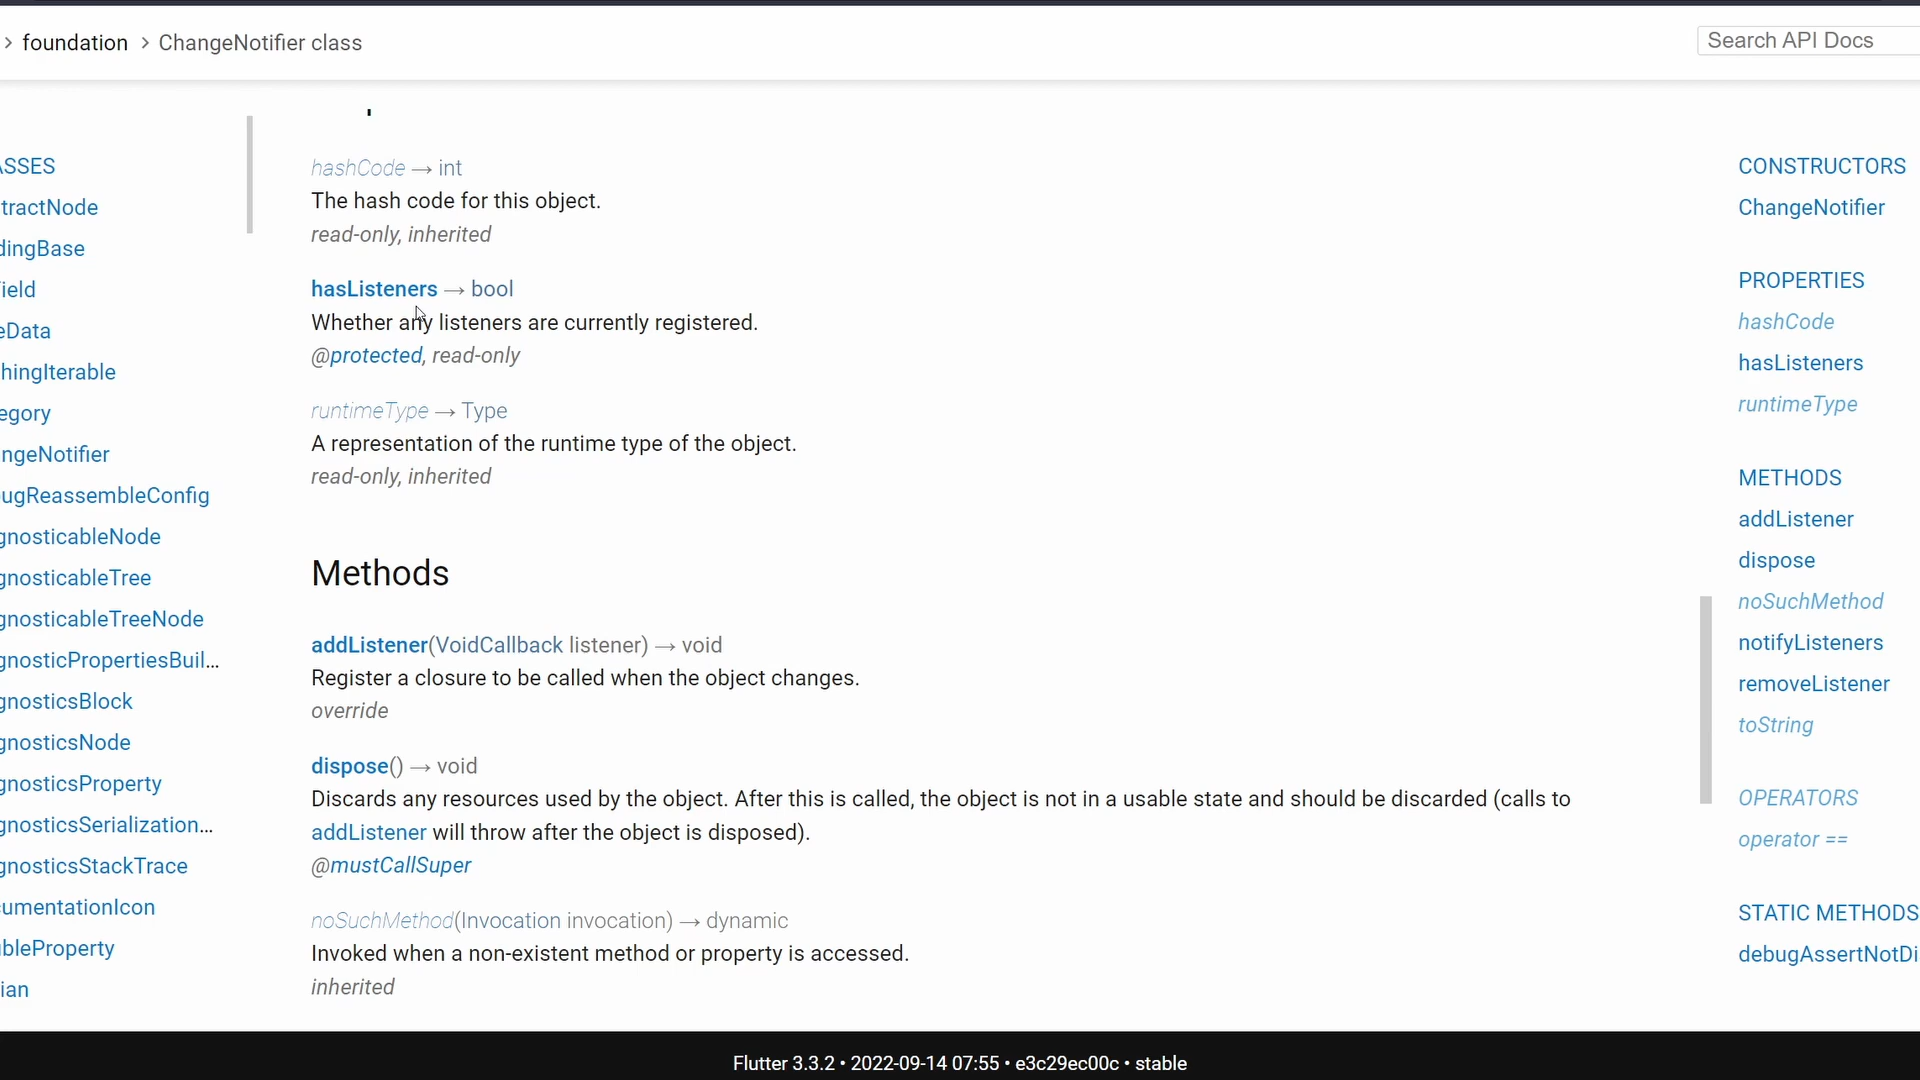 foundation > ChangeNotifier class
Search API Docs
ASSES
tractNode
dingBase
ield
eData
hingIterable
egory
ngeNotifier
ugReassembleConfig
gnosticableNode
gnosticableTree
gnosticableTreeNode
gnosticPropertiesBuil...
gnosticsBlock
gnosticsNode
gnosticsProperty
gnosticsSerialization...
gnosticsStackTrace
cumentationIcon
ubleProperty
ian
hashCode → int
The hash code for this object.
read-only, inherited
hasListeners → bool
Whether any listeners are currently registered.
@protected, read-only
runtimeType → Type
A representation of the runtime type of the object.
read-only, inherited
Methods
addListener(VoidCallback listener) → void
Register a closure to be called when the object changes.
override
dispose() → void
Discards any resources used by the object. After this is called, the object is not in a usable state and should be discarded (calls to
addListener will throw after the object is disposed).
@mustCallSuper
noSuchMethod(Invocation invocation) → dynamic
Invoked when a non-existent method or property is accessed.
inherited
CONSTRUCTORS
ChangeNotifier
PROPERTIES
hashCode
hasListeners
runtimeType
METHODS
addListener
dispose
noSuchMethod
notifyListeners
removeListener
toString
OPERATORS
operator ==
STATIC METHODS
debugAssertNotDi
Flutter 3.3.2 • 2022-09-14 07:55 • e3c29ec00c • stable